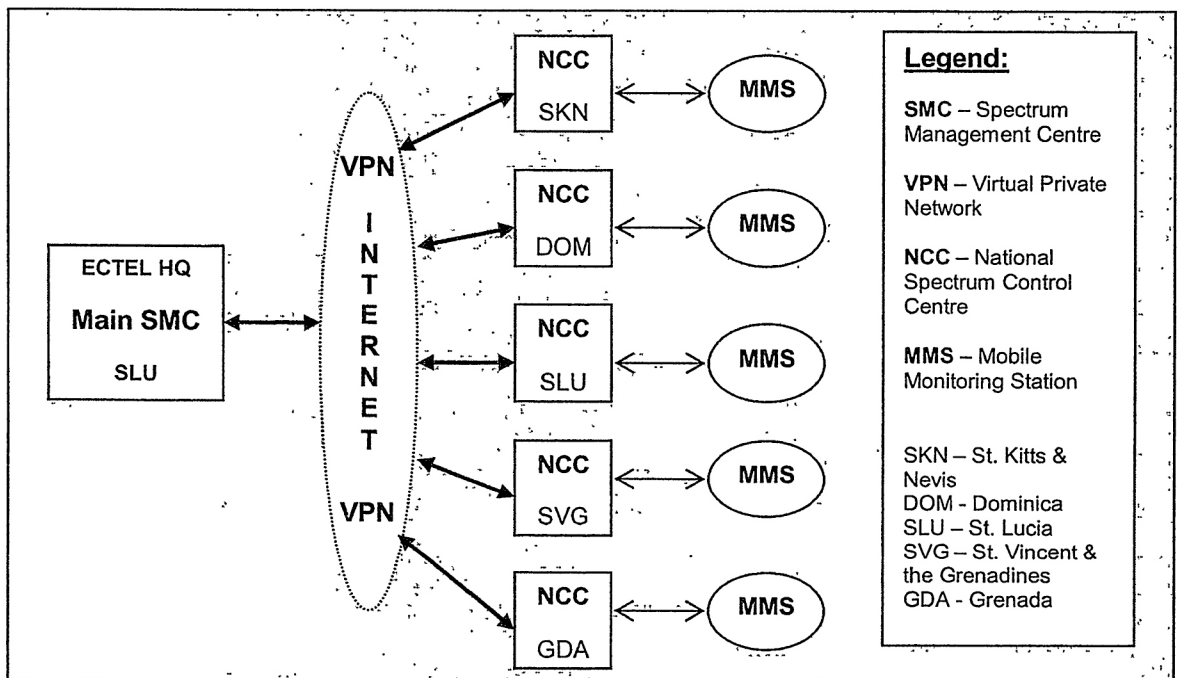 ECTEL HQ
Main SMC
SLU
VPN
INTERNET
VPN
NCC
SKN
MMS
NCC
DOM
MMS
NCC
SLU
MMS
NCC
SVG
MMS
NCC
GDA
MMS
Legend:
SMC – Spectrum
Management Centre
VPN – Virtual Private
Network
NCC – National
Spectrum Control
Centre
MMS – Mobile
Monitoring Station
SKN – St. Kitts &
Nevis
DOM - Dominica
SLU – St. Lucia
SVG – St. Vincent &
the Grenadines
GDA - Grenada